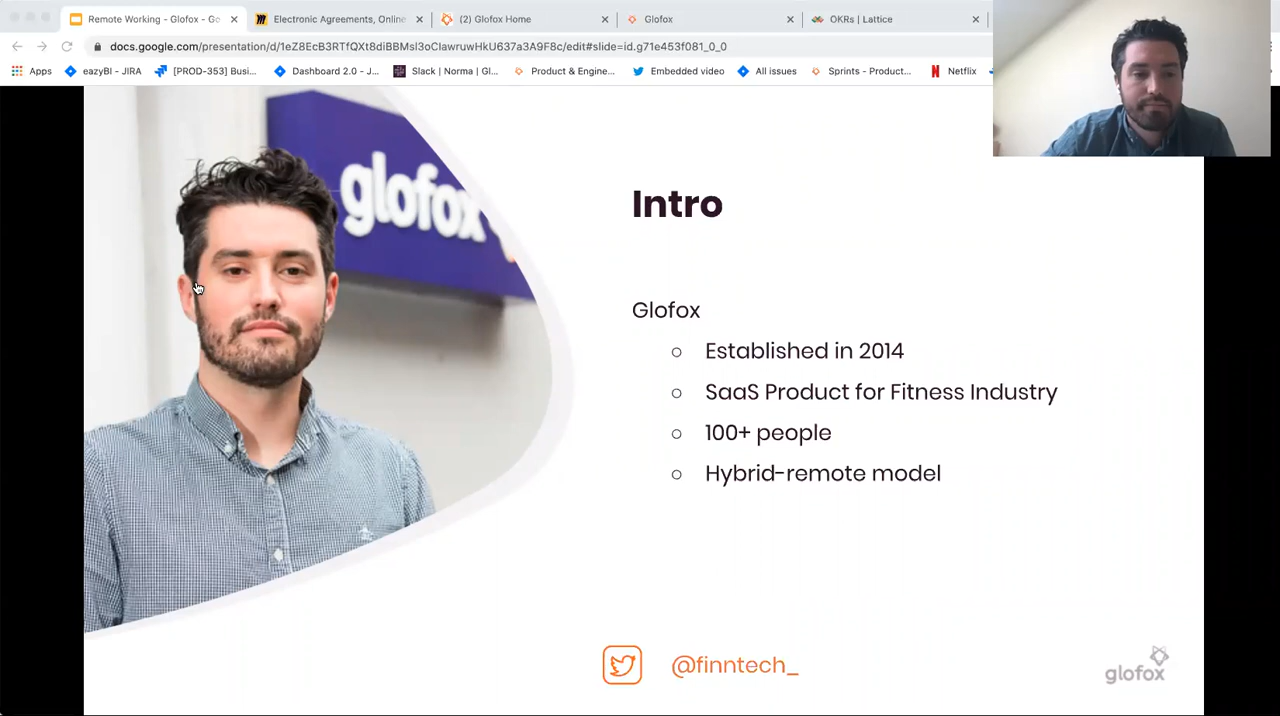 Remote Working - Glofox - Go
Electronic Agreements, Online
(2) Glofox Home
Glofox
OKRs | Lattice
docs.google.com/presentation/d/1eZ8EcB3RTfQXt8diBBMsl3oClawruwHkU637a3A9F8c/edit#slide=id.g71e453f081_0_0
Apps
eazyBI - JIRA
[PROD-353] Busi...
Dashboard 2.0 - J...
Slack | Norma | Gl...
Product & Engine...
Embedded video
All issues
Sprints - Product...
Netflix
glofox
Intro
Glofox
Established in 2014
SaaS Product for Fitness Industry
100+ people
Hybrid-remote model
@finntech_
glofox